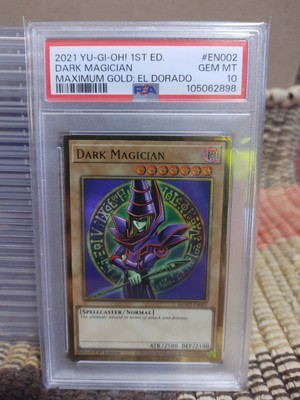 2021 YU-GI-OH! 1ST ED. #EN002
DARK MAGICIAN GEM MT
MAXIMUM GOLD: EL DORADO 10
PSA 105062898
DARK MAGICIAN
[SPELLCASTER/NORMAL]
The ultimate wizard in terms of attack and defense.
ATK/2500 DEF/2100